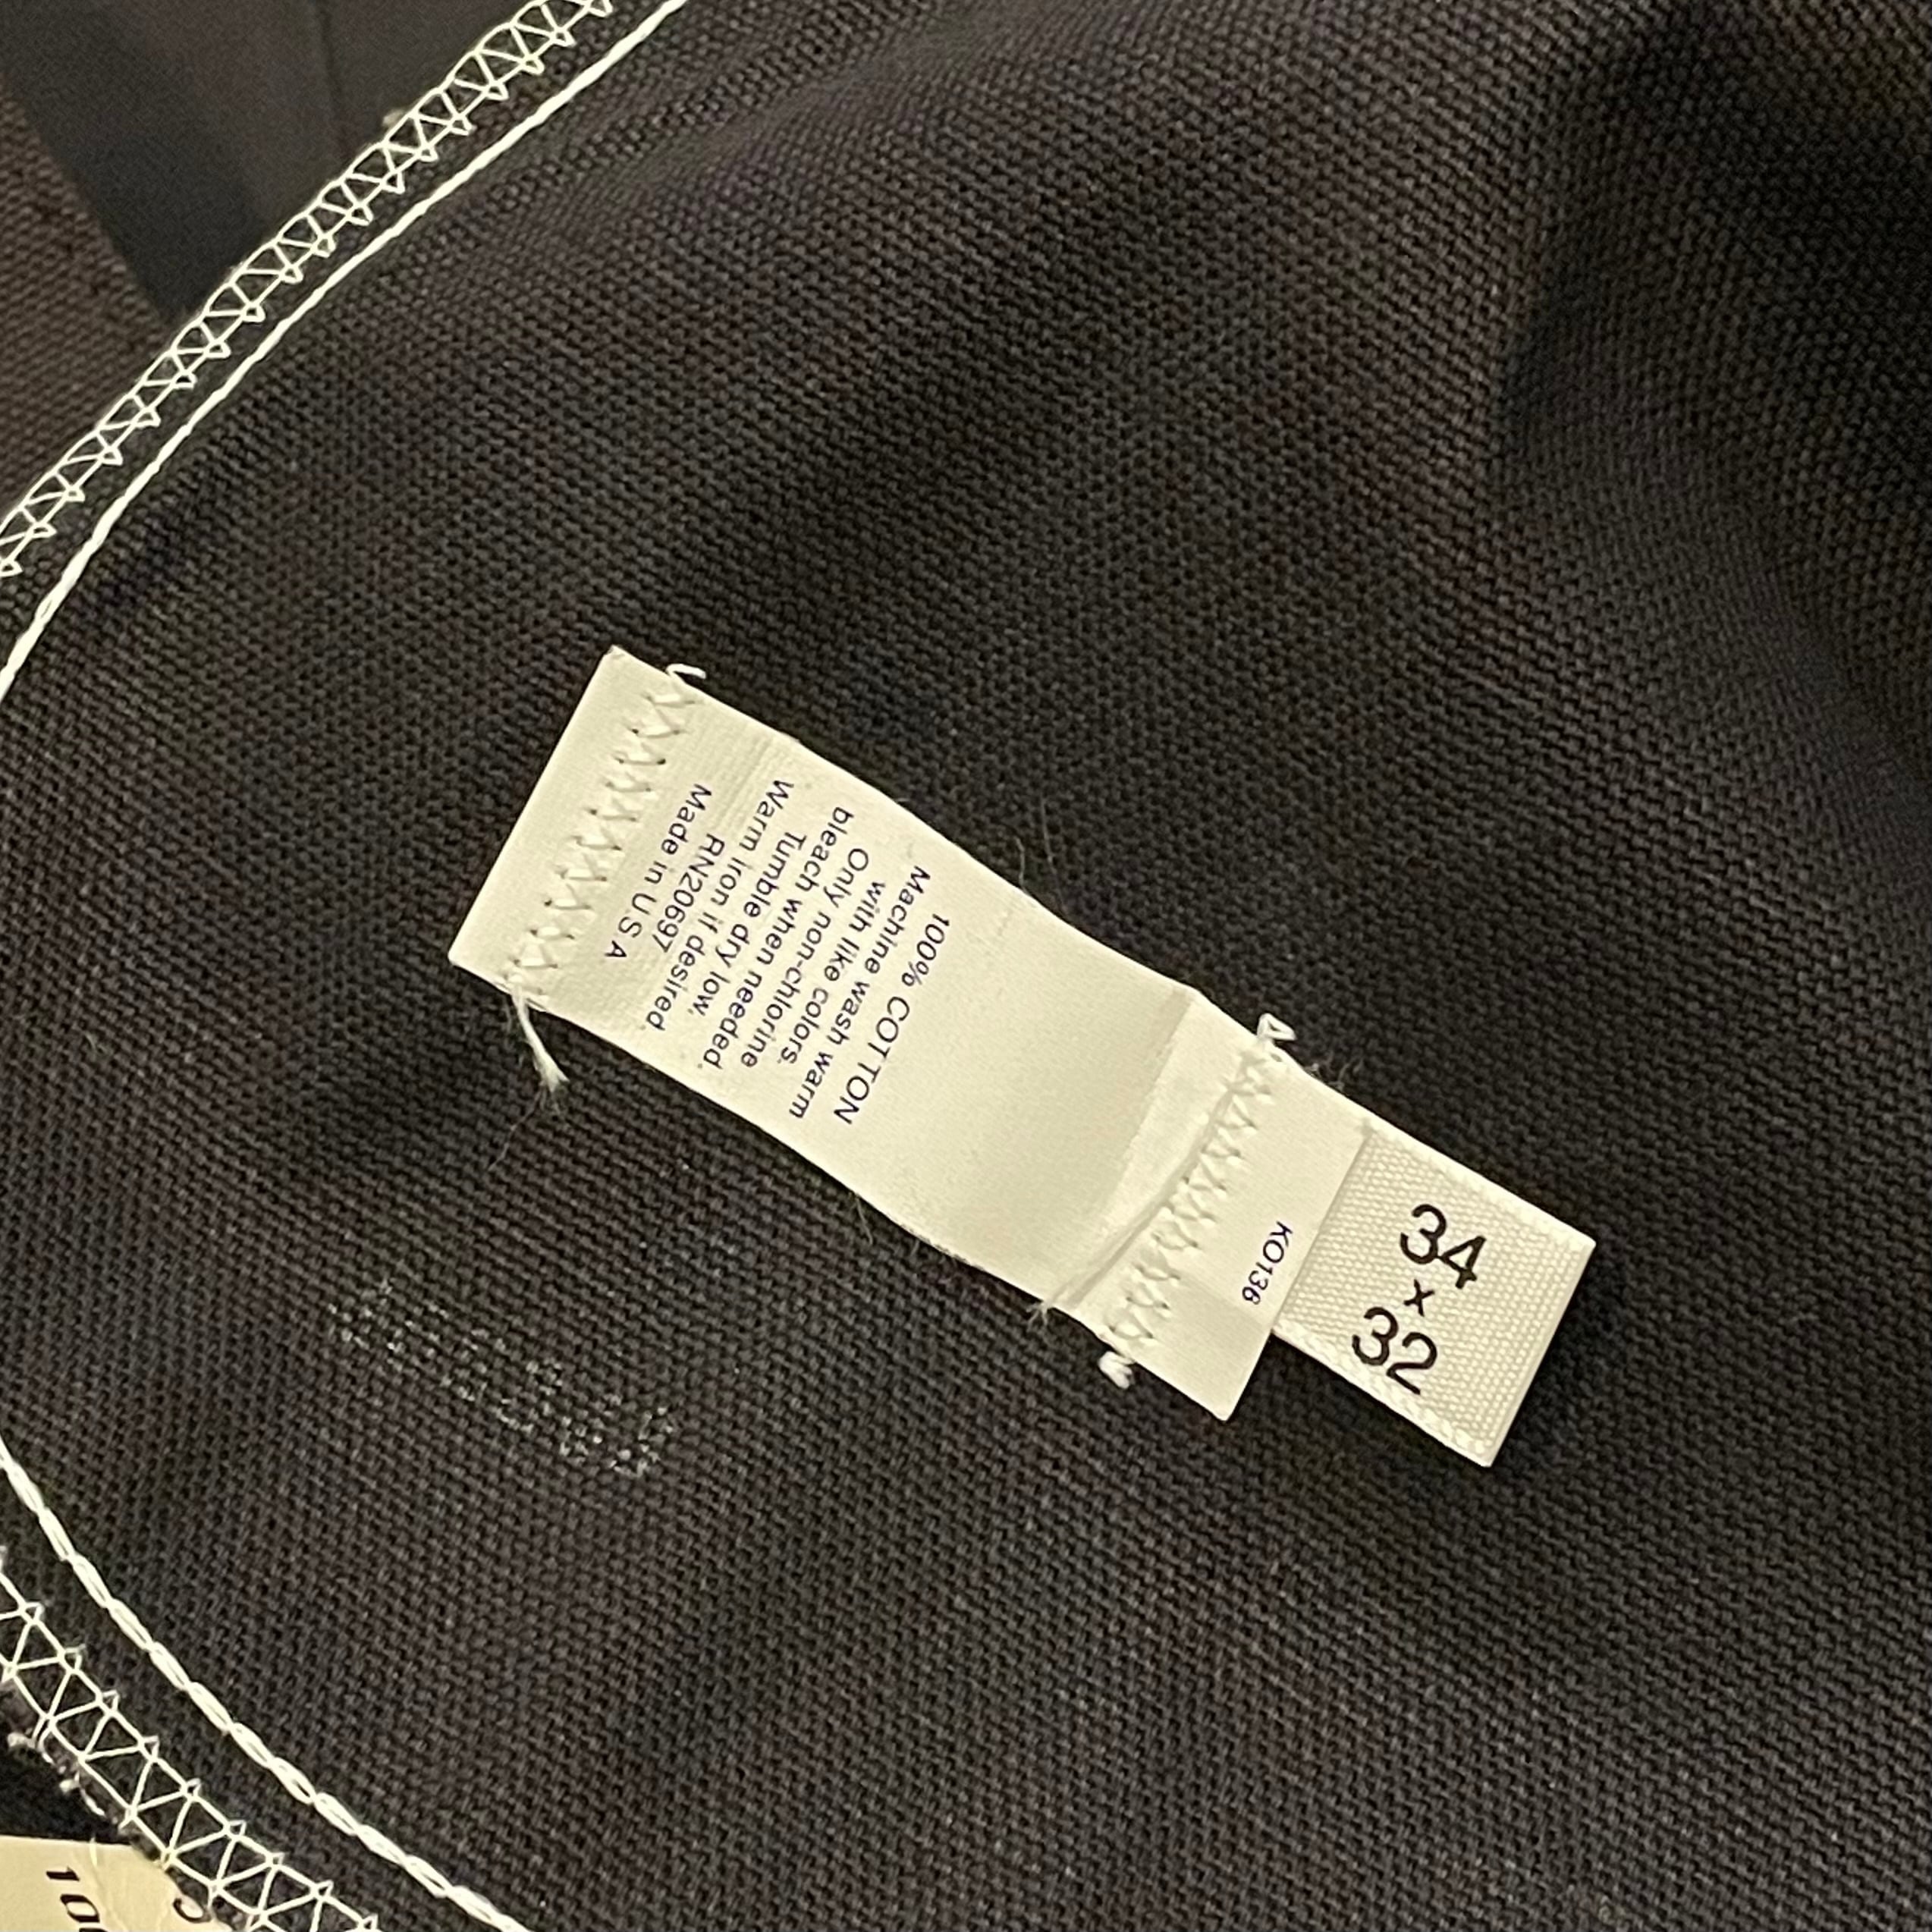 100% COTTON
Machine wash warm
with like colors.
Only non-chlorine
bleach when needed.
Tumble dry low.
Warm iron if desired.
RN20697
Made in U S A
KO136
34
x
32